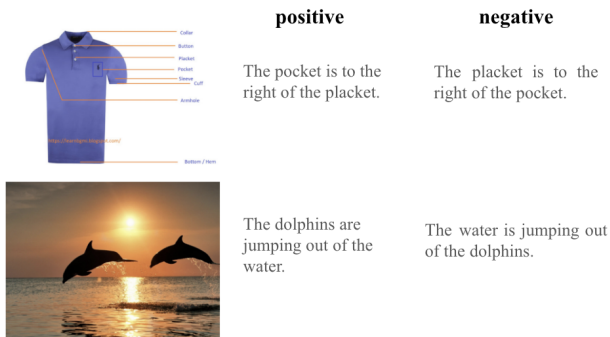 positive
negative
Collar
Button
Placket
Pocket
Sleeve
Cuff
Armhole
Bottom / Hem
The pocket is to the
right of the placket.
The placket is to the
right of the pocket.
The dolphins are
jumping out of the
water.
The water is jumping out
of the dolphins.